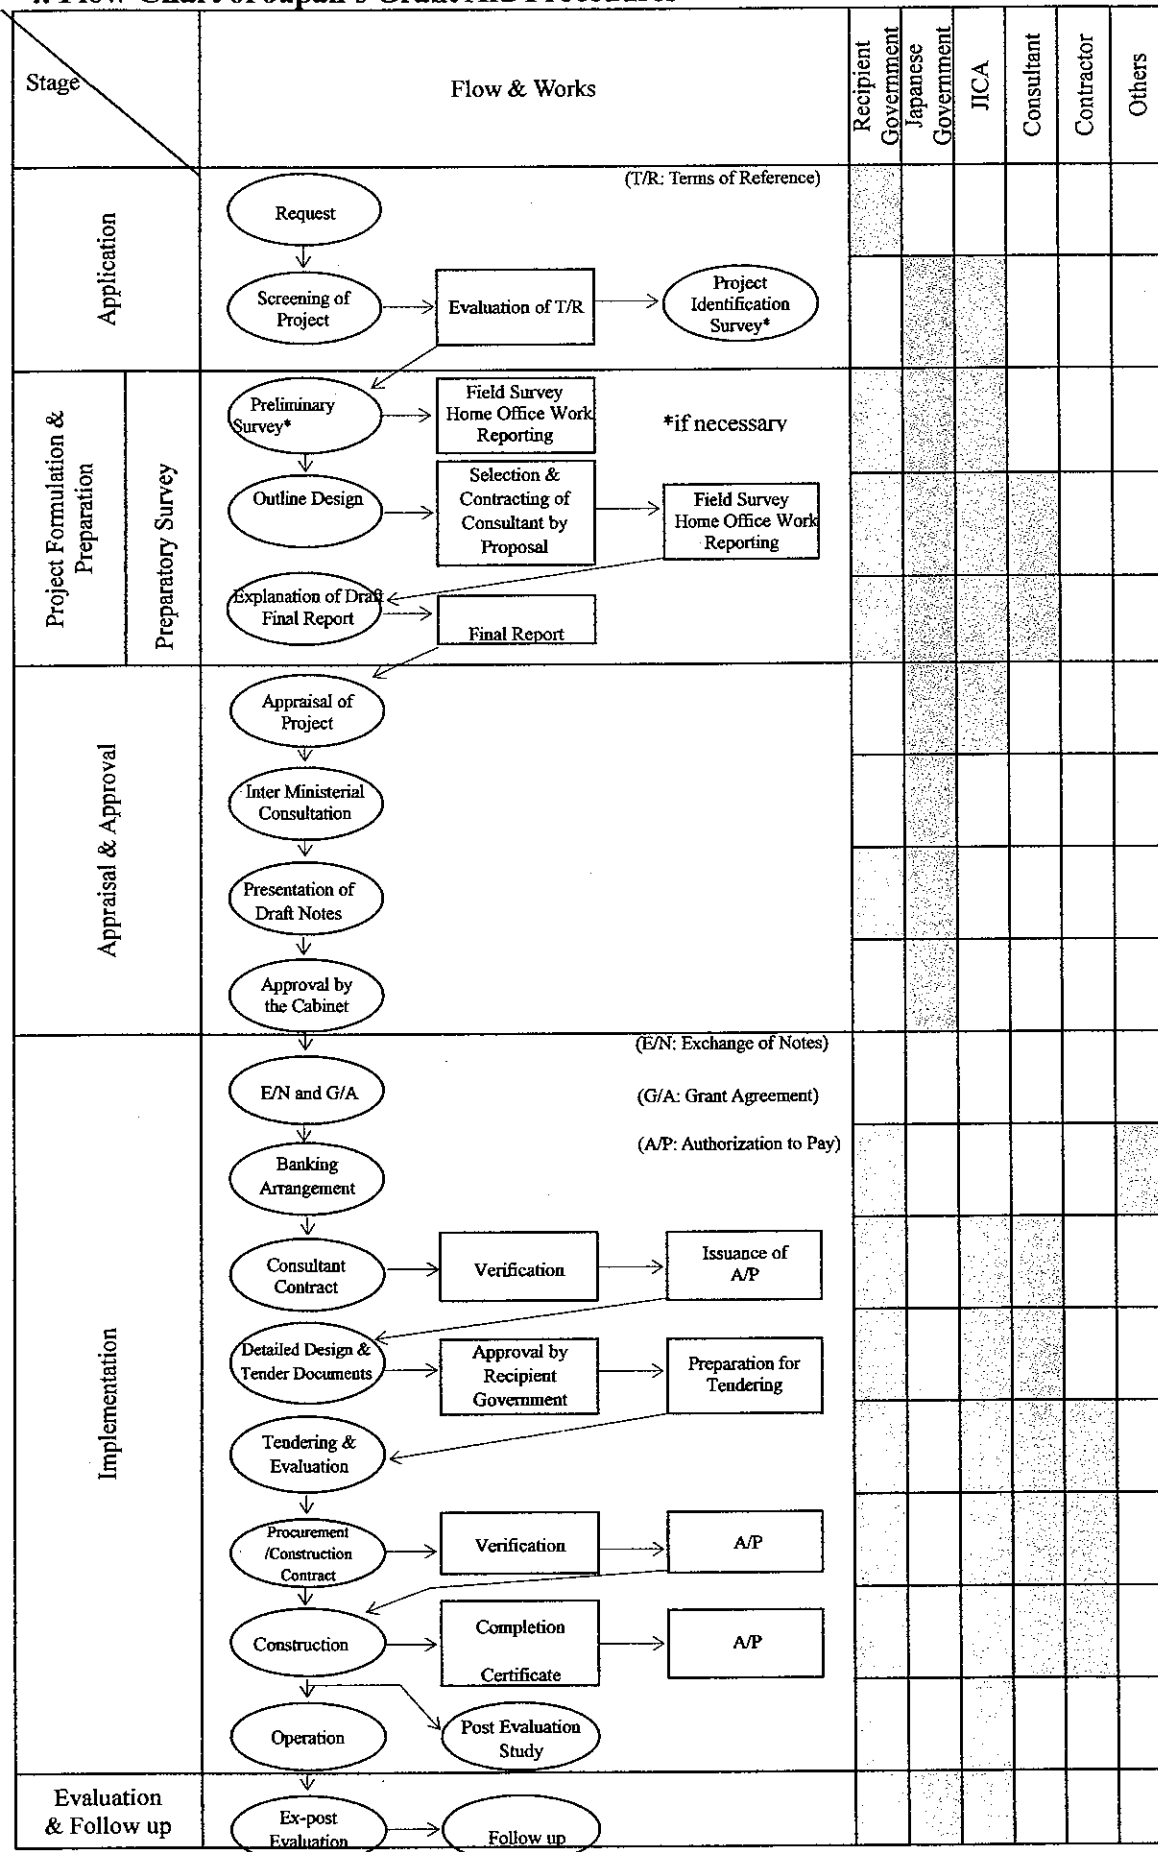 4. Flow Chart of Japan's Grant Aid Procedures
Stage
Flow & Works
Recipient
Government
Japanese
Government
JICA
Consultant
Contractor
Others
Application
(T/R: Terms of Reference)
Request
Screening of
Project
Evaluation of T/R
Project
Identification
Survey*
Project Formulation &
Preparation
Preparatory Survey
Preliminary
Survey*
Field Survey
Home Office Work
Reporting
*if necessary
Outline Design
Selection &
Contracting of
Consultant by
Proposal
Field Survey
Home Office Work
Reporting
Explanation of Draft
Final Report
Final Report
Appraisal & Approval
Appraisal of
Project
Inter Ministerial
Consultation
Presentation of
Draft Notes
Approval by
the Cabinet
Implementation
(E/N: Exchange of Notes)
E/N and G/A
(G/A: Grant Agreement)
(A/P: Authorization to Pay)
Banking
Arrangement
Consultant
Contract
Verification
Issuance of
A/P
Detailed Design &
Tender Documents
Approval by
Recipient
Government
Preparation for
Tendering
Tendering &
Evaluation
Procurement
/Construction
Contract
Verification
A/P
Construction
Completion
Certificate
A/P
Operation
Post Evaluation
Study
Evaluation
& Follow up
Ex-post
Evaluation
Follow up